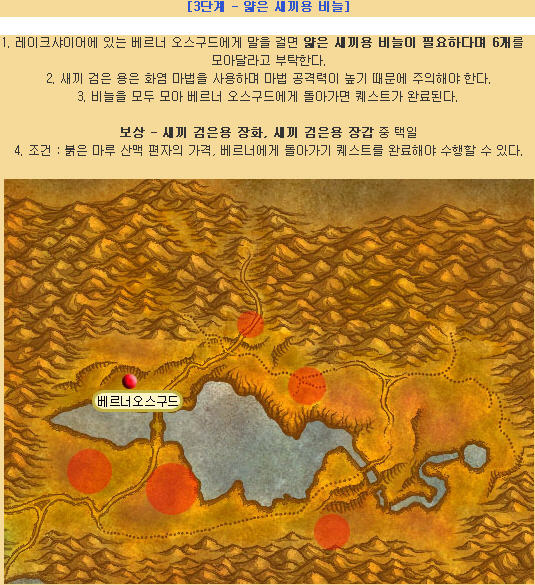 [3단계 - 얇은 새끼용 비늘]
1. 레이크샤이어에 있는 베르너 오스구드에게 말을 걸면 얇은 새끼용 비늘이 필요하다며 6개를
모아달라고 부탁한다.
2. 새끼 검은 용은 화염 마법을 사용하며 마법 공격력이 높기 때문에 주의해야 한다.
3. 비늘을 모두 모아 베르너 오스구드에게 돌아가면 퀘스트가 완료된다.
보상 - 새끼 검은용 장화, 새끼 검은용 장갑 중 택일
4. 조건 : 붉은 마루 산맥 편자의 가격, 베르너에게 돌아가기 퀘스트를 완료해야 수행할 수 있다.
베르너오스구드